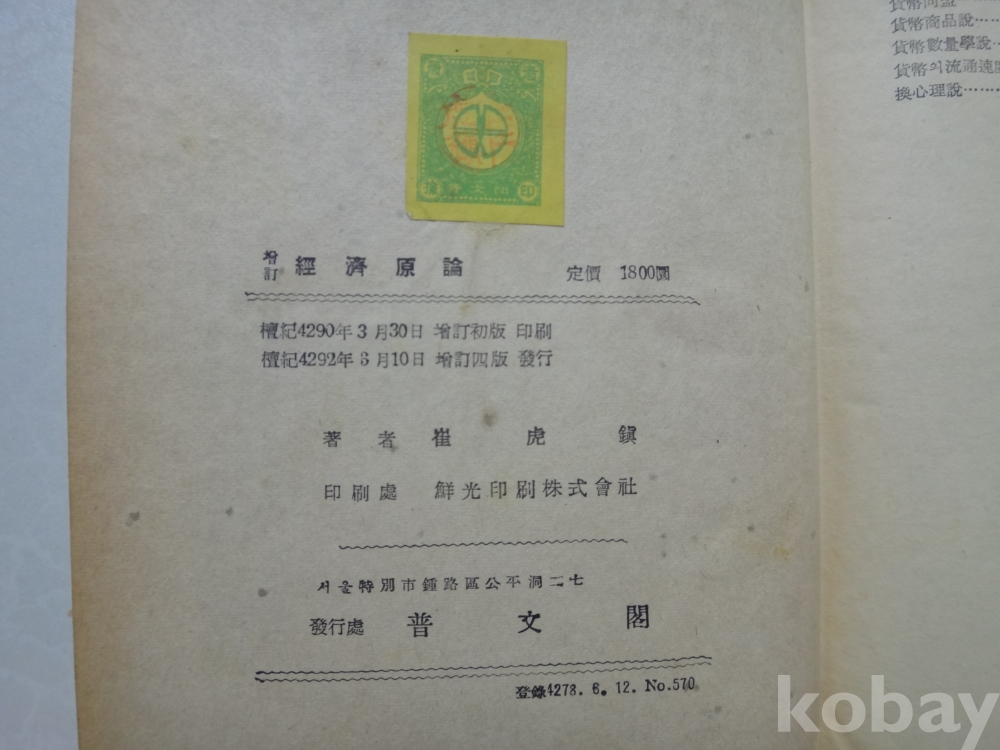 增訂 經濟原論 定價 1800圜
檀紀4290年3月30日 增訂初版 印刷
檀紀4292年3月10日 增訂四版 發行
著者 崔虎鎭
印刷處 鮮光印刷株式會社
서울特別市鍾路區公平洞二七
發行處 普文閣
登錄4278.6.12.No.570
貨幣商品說……
貨幣數量學說…
貨幣의流通速
換心理說………
kobay